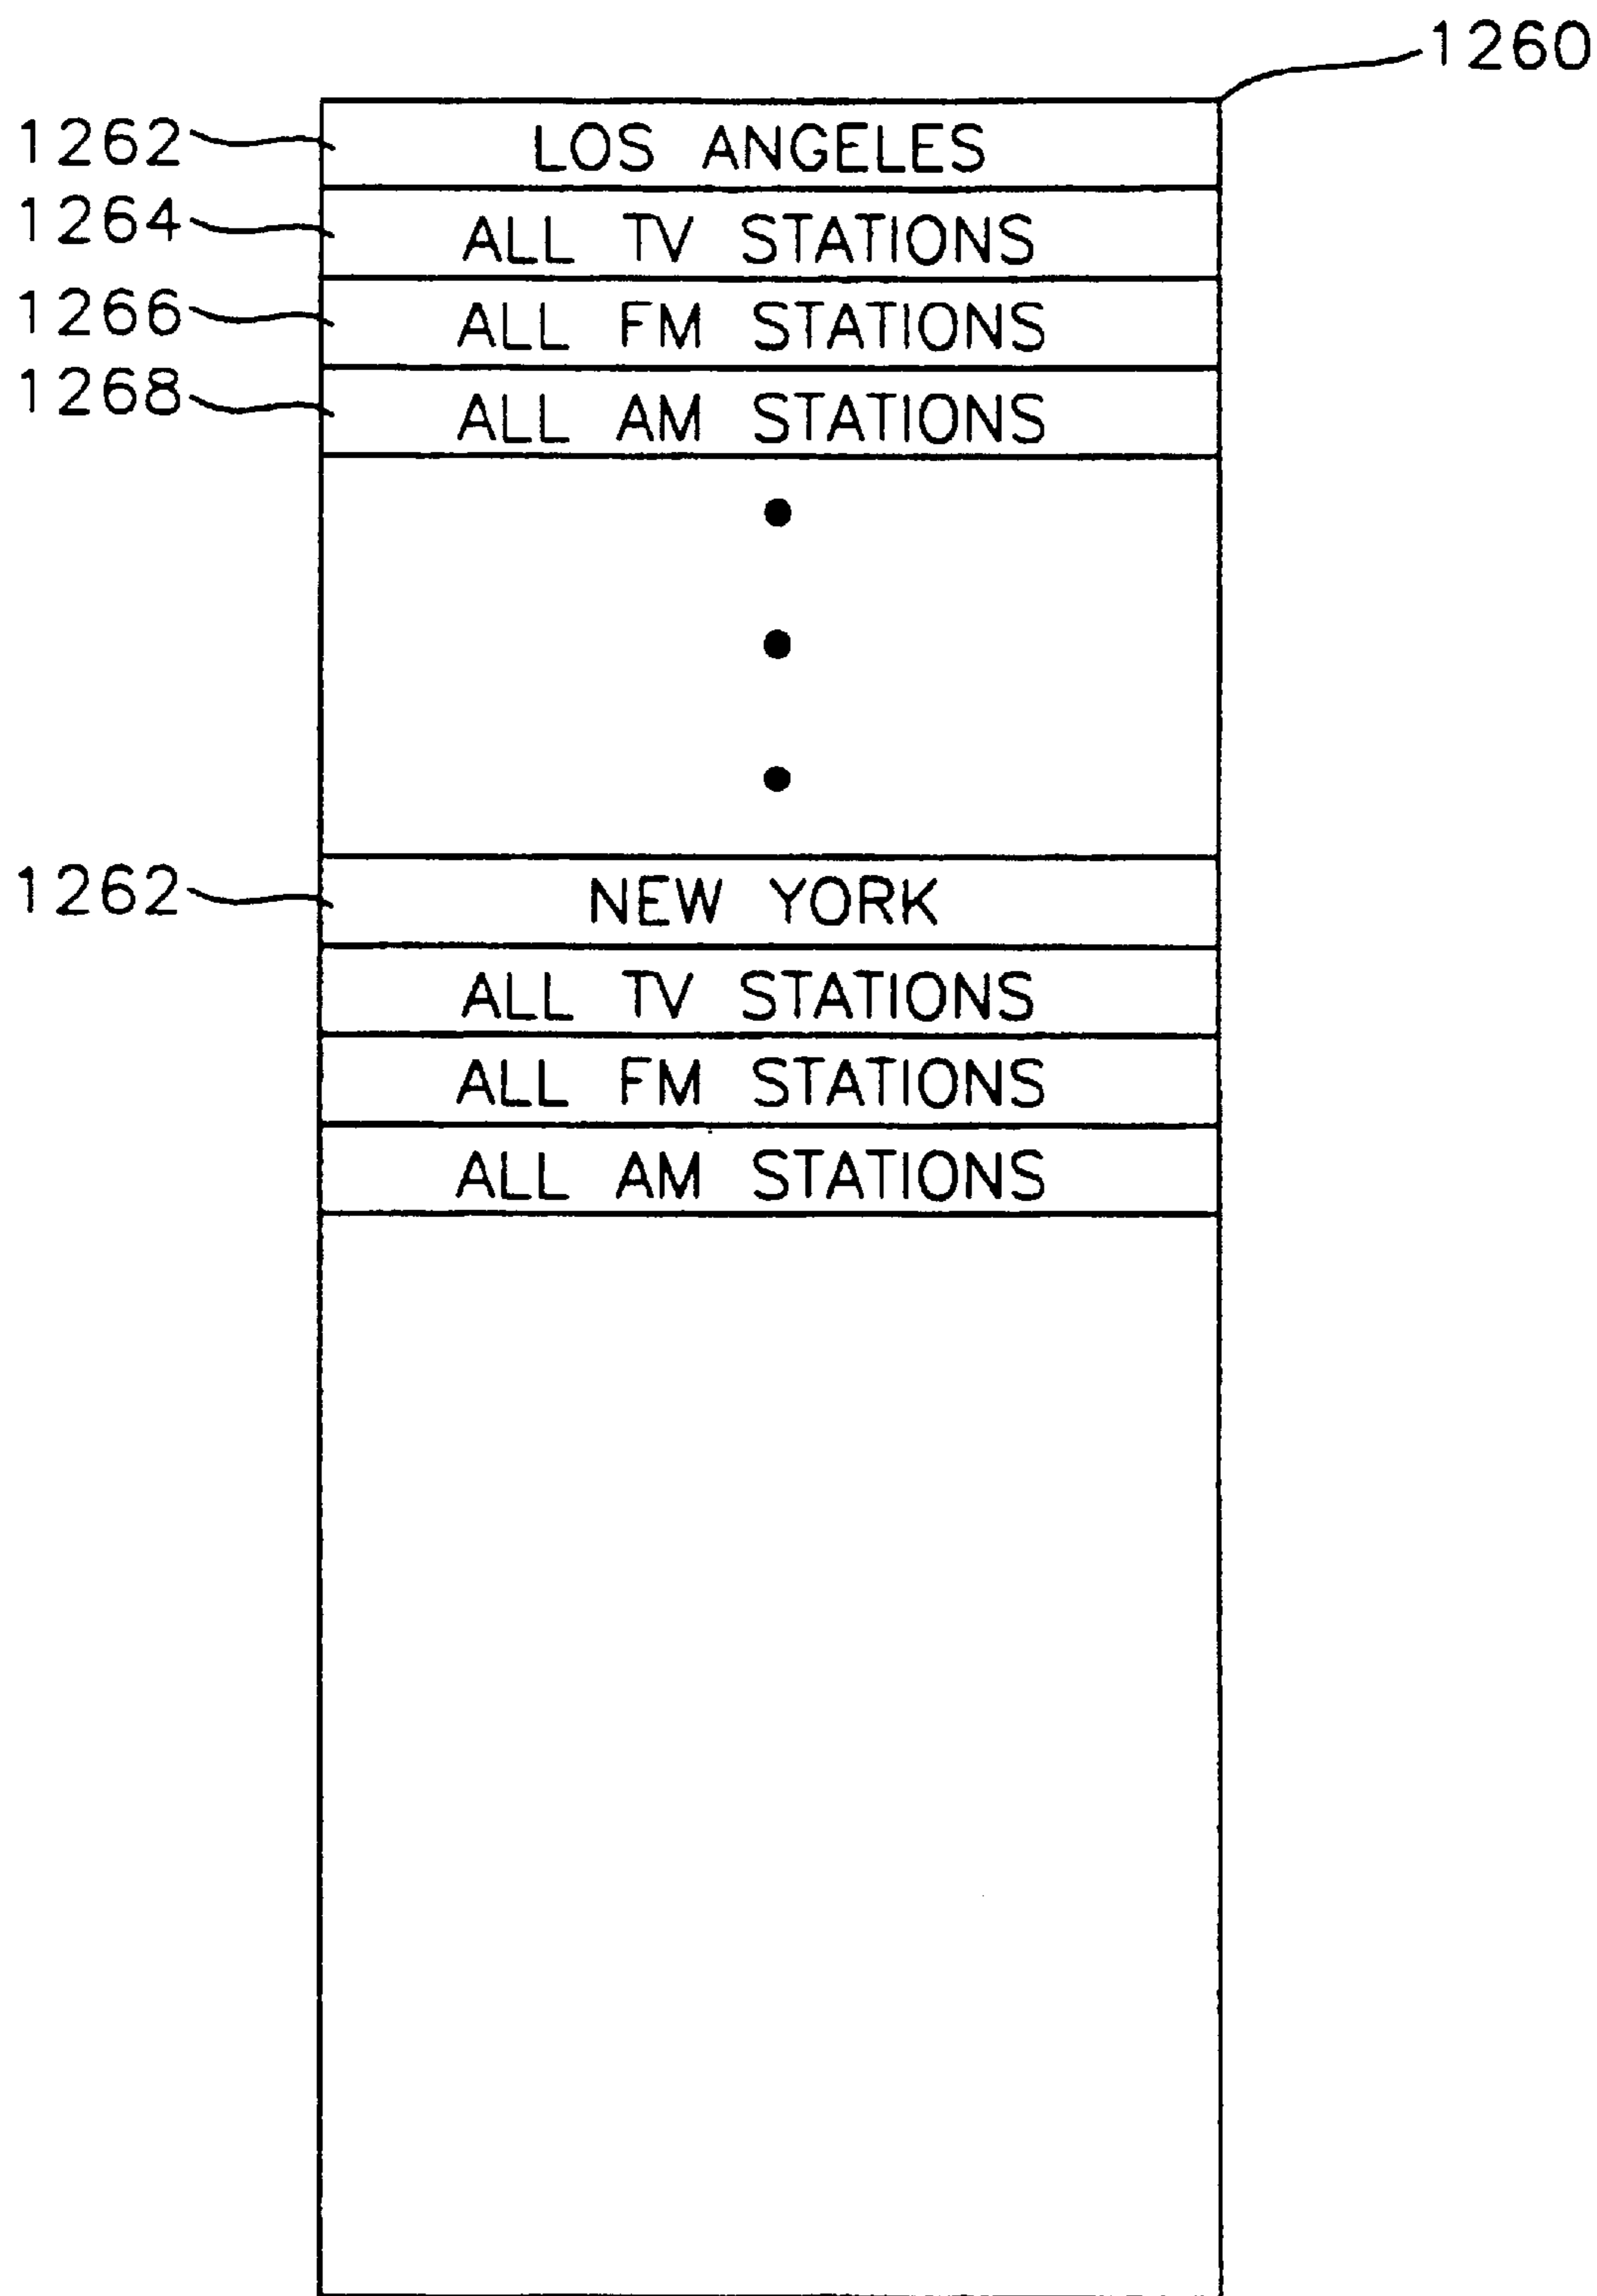 1260
1262 LOS ANGELES
1264 ALL TV STATIONS
1266 ALL FM STATIONS
1268 ALL AM STATIONS
1262 NEW YORK
ALL TV STATIONS
ALL FM STATIONS
ALL AM STATIONS